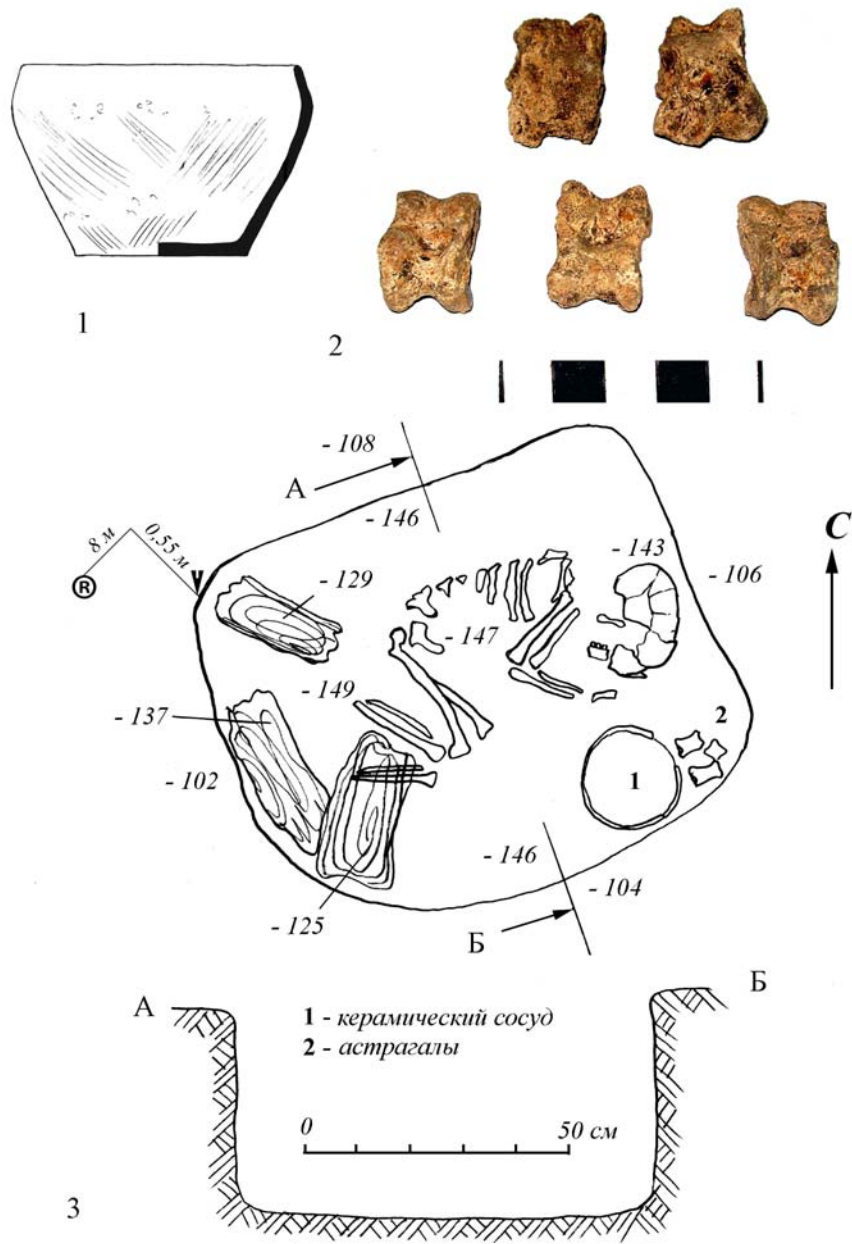 1
2
- 108
А
- 146
- 143
С
8 м
0,55 м
R
- 129
- 106
- 147
- 149
2
- 137
- 102
1
- 146
- 104
- 125
Б
А
Б
1 - керамический сосуд
2 - астрагалы
0 50 см
3